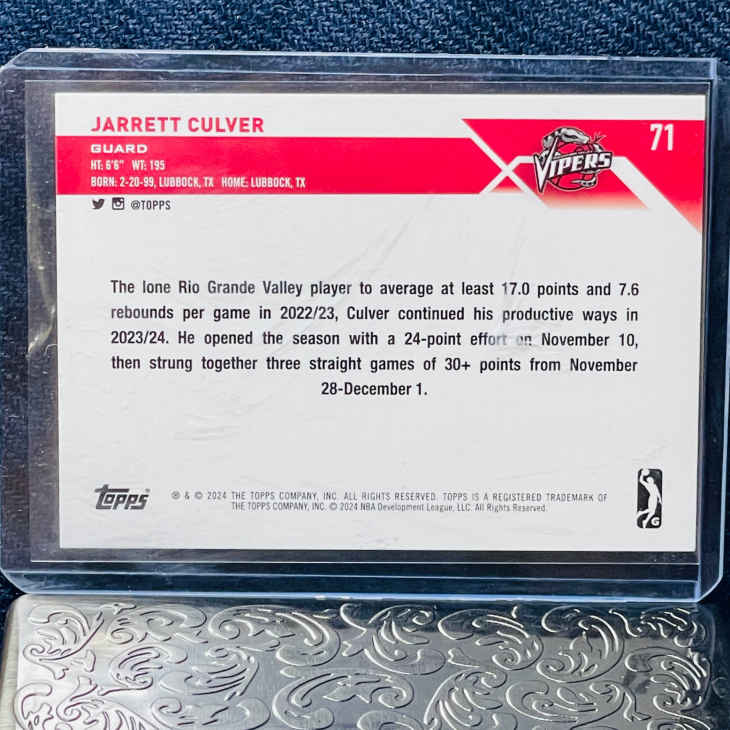 JARRETT CULVER
GUARD
HT: 6'6" WT: 195
BORN: 2-20-99, LUBBOCK, TX HOME: LUBBOCK, TX
@TOPPS
VIPERS
71
The lone Rio Grande Valley player to average at least 17.0 points and 7.6
rebounds per game in 2022/23, Culver continued his productive ways in
2023/24. He opened the season with a 24-point effort on November 10,
then strung together three straight games of 30+ points from November
28-December 1.
Topps
® & © 2024 THE TOPPS COMPANY, INC. ALL RIGHTS RESERVED. TOPPS IS A REGISTERED TRADEMARK OF
THE TOPPS COMPANY, INC. © 2024 NBA Development League, LLC. All Rights Reserved.
G